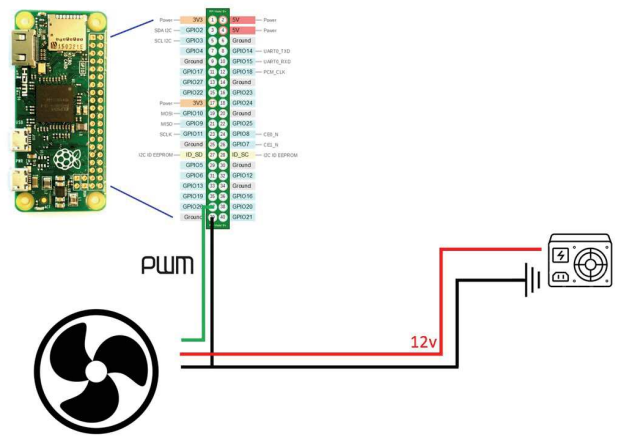 Power 3V3 1 2 5V Power
SDA I2C GPIO2 3 4 5V Power
SCL I2C GPIO3 5 6 Ground
GPIO4 7 8 GPIO14 UART0_TXD
Ground 9 10 GPIO15 UART0_RXD
GPIO17 11 12 GPIO18 PCM_CLK
GPIO27 13 14 Ground
GPIO22 15 16 GPIO23
Power 3V3 17 18 GPIO24
MOSI GPIO10 19 20 Ground
MISO GPIO9 21 22 GPIO25
SCLK GPIO11 23 24 GPIO8 CE0_N
Ground 25 26 GPIO7 CE1_N
I2C ID EEPROM ID_SD 27 28 ID_SC I2C ID EEPROM
GPIO5 29 30 Ground
GPIO6 31 32 GPIO12
GPIO13 33 34 Ground
GPIO19 35 36 GPIO16
GPIO26 38 GPIO20
Ground 40 GPIO21
HDMI
PWM
12v